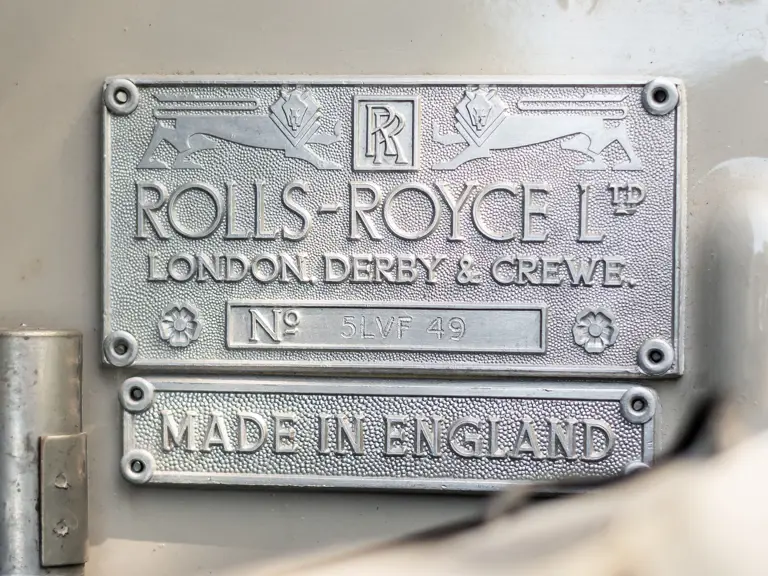 RR
ROLLS-ROYCE LTD
LONDON. DERBY & CREWE.
Nº 5LVF 49
MADE IN ENGLAND